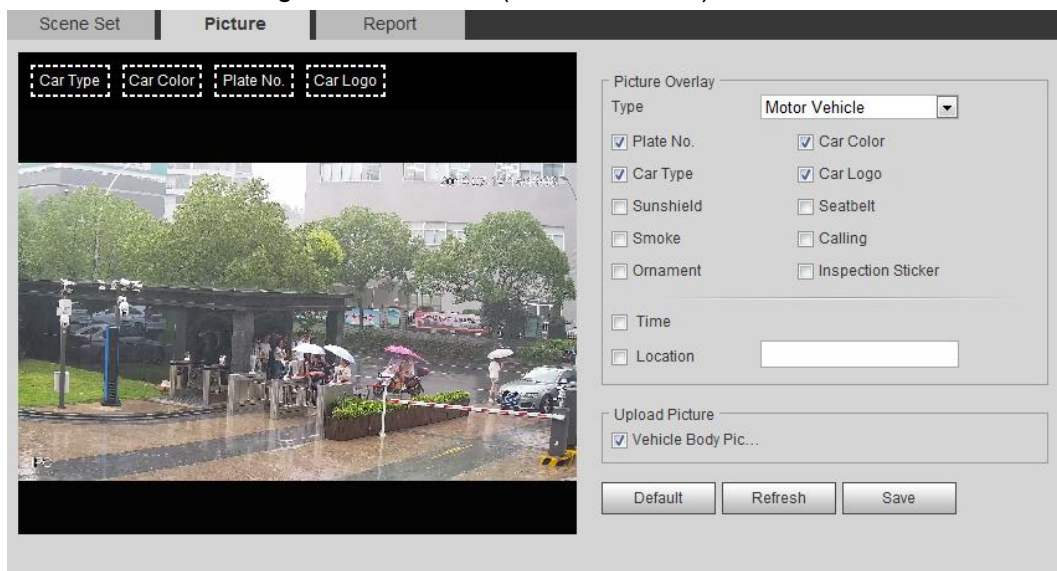 Scene Set Picture Report
Car Type Car Color Plate No. Car Logo
Picture Overlay
Type Motor Vehicle
Plate No. Car Color
Car Type Car Logo
Sunshield Seatbelt
Smoke Calling
Ornament Inspection Sticker
Time
Location
Upload Picture
Vehicle Body Pic...
Default Refresh Save